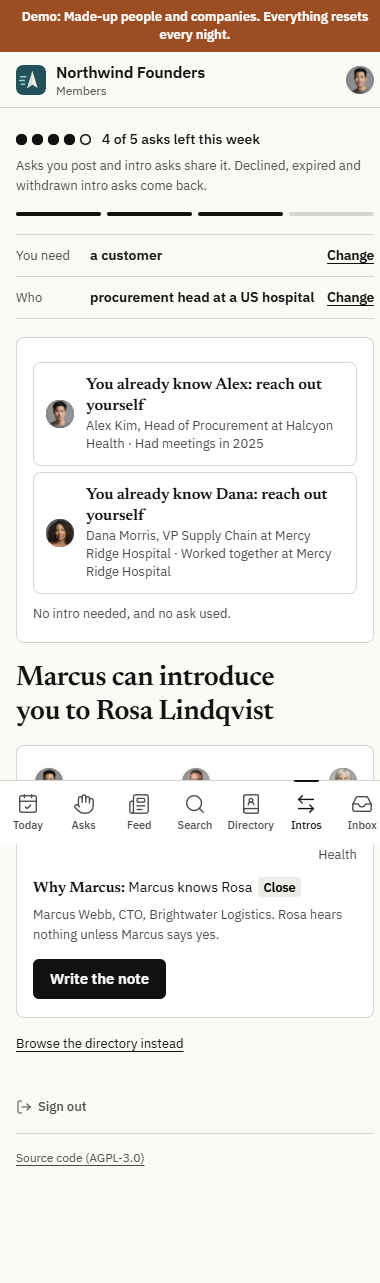 Demo: Made-up people and companies. Everything resets
every night.
Northwind Founders
Members
4 of 5 asks left this week
Asks you post and intro asks share it. Declined, expired and
withdrawn intro asks come back.
You need a customer Change
Who procurement head at a US hospital Change
You already know Alex: reach out
yourself
Alex Kim, Head of Procurement at Halcyon
Health · Had meetings in 2025
You already know Dana: reach out
yourself
Dana Morris, VP Supply Chain at Mercy
Ridge Hospital · Worked together at Mercy
Ridge Hospital
No intro needed, and no ask used.
Marcus can introduce
you to Rosa Lindqvist
Today Asks Feed Search Directory Intros Inbox
Health
Why Marcus: Marcus knows Rosa Close
Marcus Webb, CTO, Brightwater Logistics. Rosa hears
nothing unless Marcus says yes.
Write the note
Browse the directory instead
Sign out
Source code (AGPL-3.0)